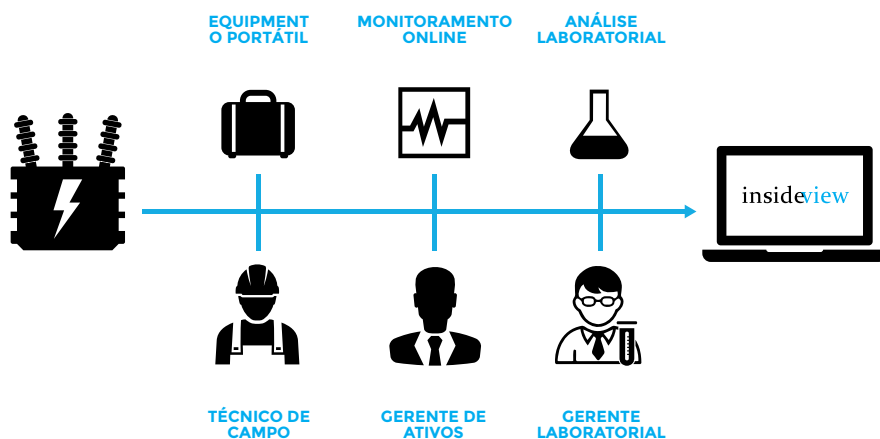 EQUIPMENT
O PORTÁTIL
MONITORAMENTO
ONLINE
ANÁLISE
LABORATORIAL
insideview
TÉCNICO DE
CAMPO
GERENTE DE
ATIVOS
GERENTE
LABORATORIAL